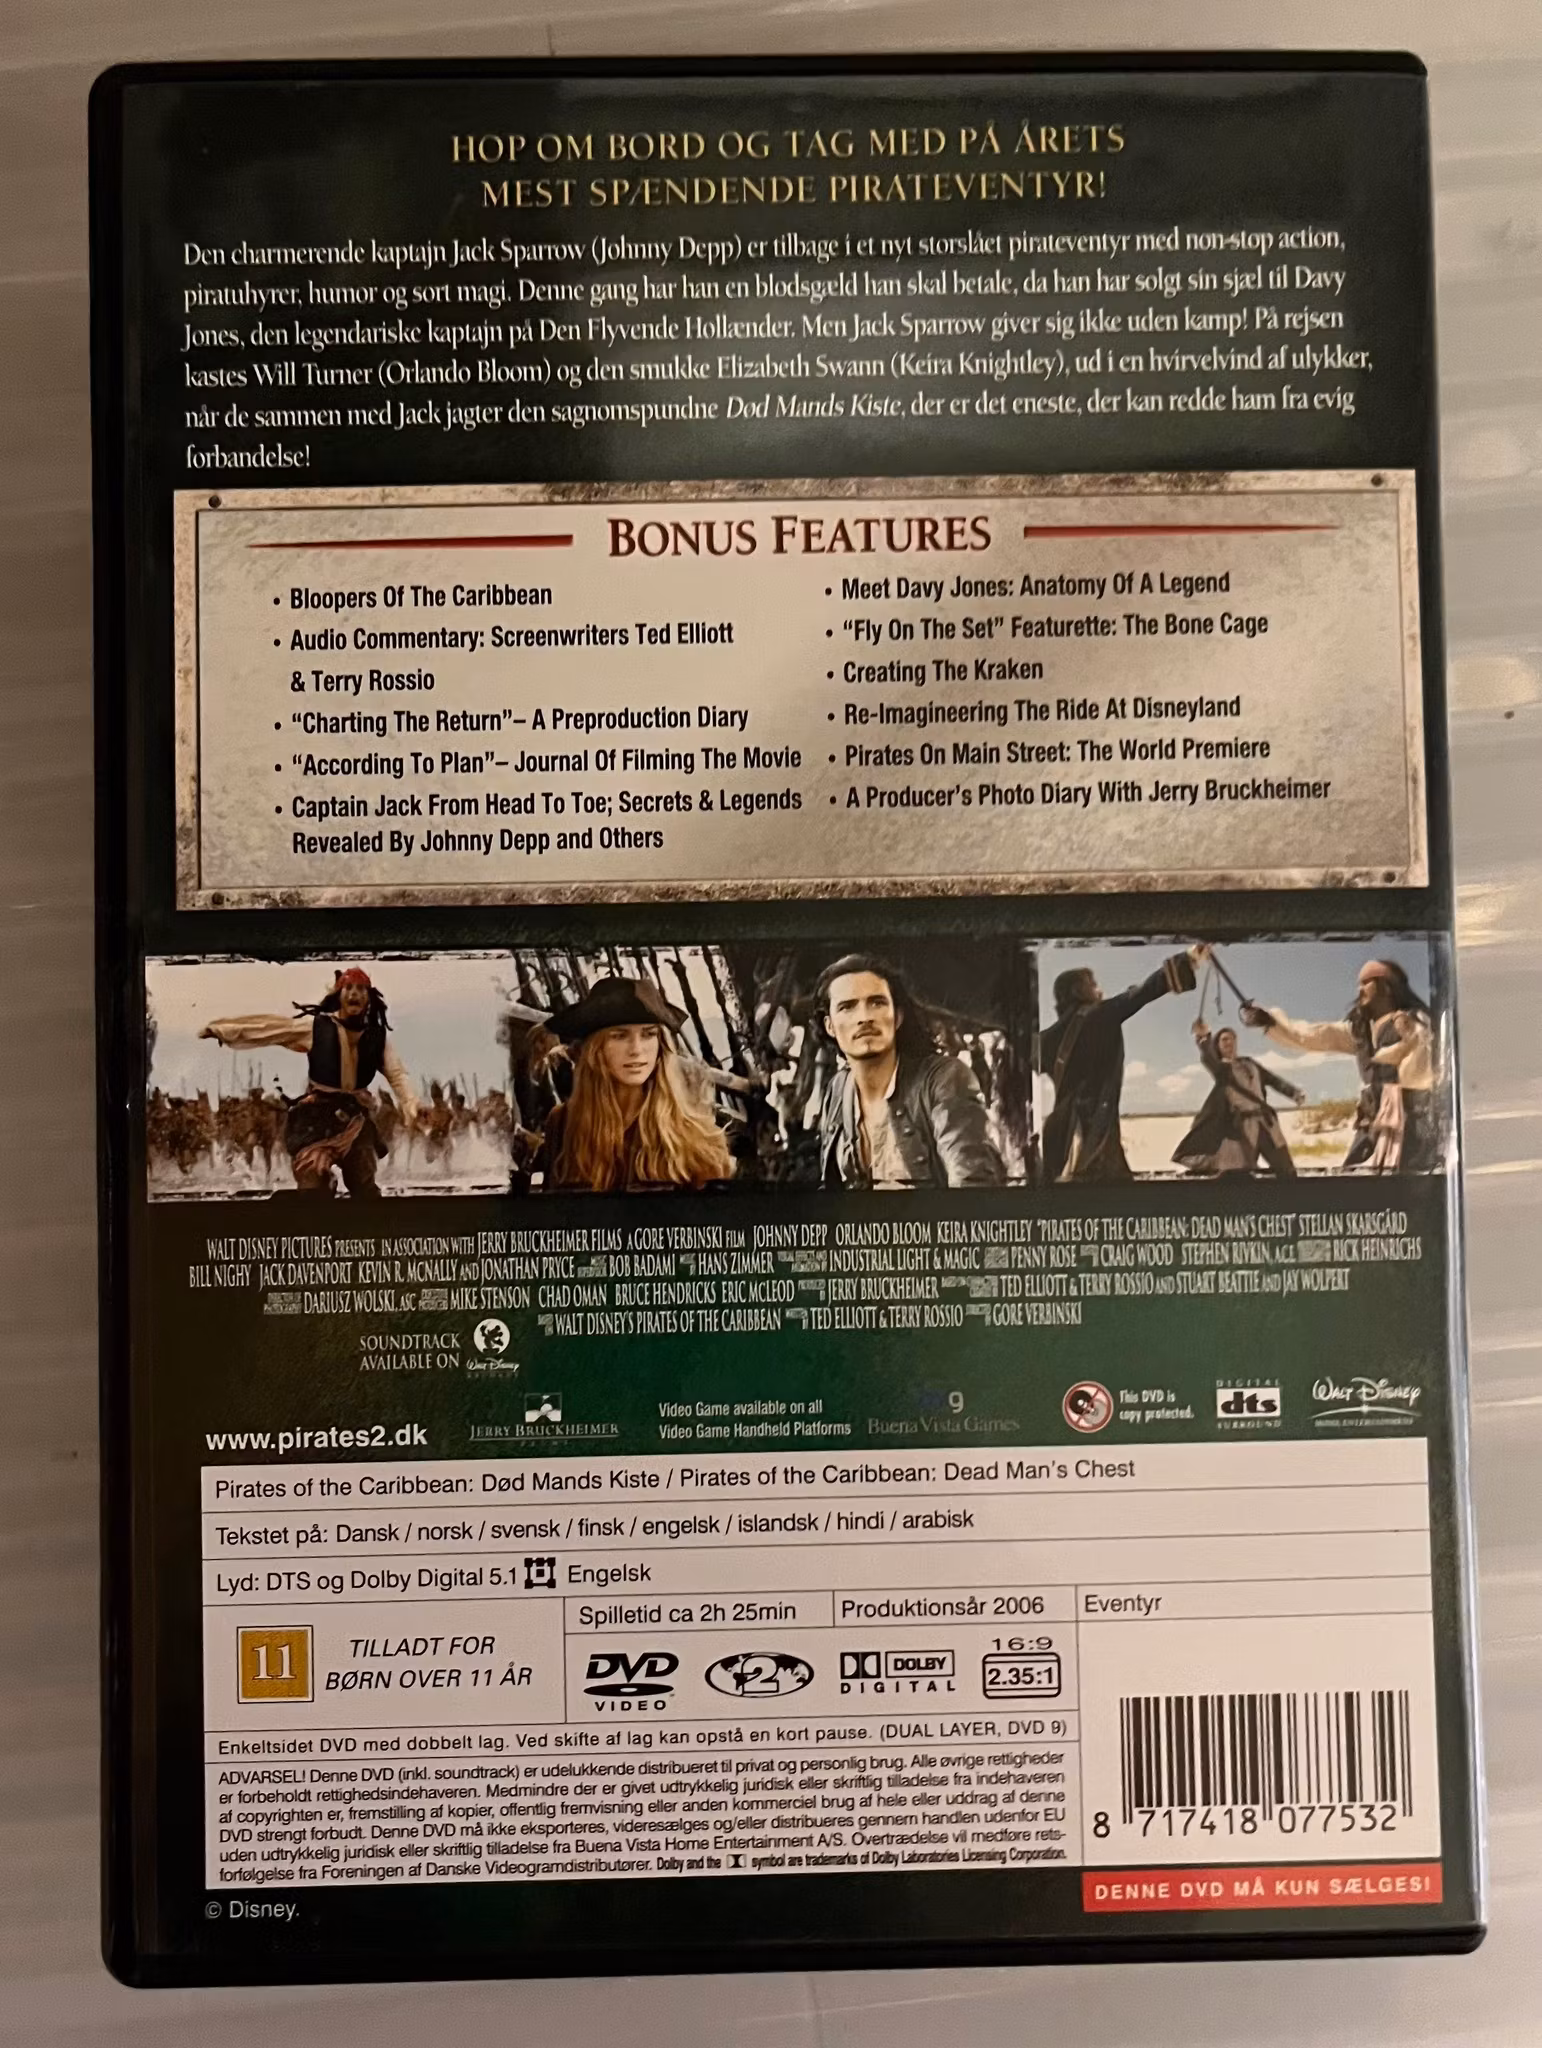 HOP OM BORD OG TAG MED PÅ ÅRETS
MEST SPÆNDENDE PIRATEVENTYR!
Den charmerende kaptajn Jack Sparrow (Johnny Depp) er tilbage i et nyt storslået pirateventyr med non-stop action,
piratuhyrer, humor og sort magi. Denne gang har han en blodsgæld han skal betale, da han har solgt sin sjæl til Davy
Jones, den legendariske kaptajn på Den Flyvende Hollænder. Men Jack Sparrow giver sig ikke uden kamp! På rejsen
kastes Will Turner (Orlando Bloom) og den smukke Elizabeth Swann (Keira Knightley), ud i en hvirvelvind af ulykker,
når de sammen med Jack jagter den sagnomspundne Død Mands Kiste, der er det eneste, der kan redde ham fra evig
forbandelse!
BONUS FEATURES
• Bloopers Of The Caribbean
• Audio Commentary: Screenwriters Ted Elliott
& Terry Rossio
• “Charting The Return”– A Preproduction Diary
• “According To Plan”– Journal Of Filming The Movie
• Captain Jack From Head To Toe; Secrets & Legends
Revealed By Johnny Depp and Others
• Meet Davy Jones: Anatomy Of A Legend
• “Fly On The Set” Featurette: The Bone Cage
• Creating The Kraken
• Re-Imagineering The Ride At Disneyland
• Pirates On Main Street: The World Premiere
• A Producer's Photo Diary With Jerry Bruckheimer
WALT DISNEY PICTURES PRESENTS IN ASSOCIATION WITH JERRY BRUCKHEIMER FILMS A GORE VERBINSKI FILM JOHNNY DEPP ORLANDO BLOOM KEIRA KNIGHTLEY "PIRATES OF THE CARIBBEAN: DEAD MAN'S CHEST" STELLAN SKARSGÅRD
BILL NIGHY JACK DAVENPORT KEVIN R. MCNALLY AND JONATHAN PRYCE BOB BADAMI HANS ZIMMER INDUSTRIAL LIGHT & MAGIC PENNY ROSE CRAIG WOOD STEPHEN RIVKIN, A.C.E. RICK HEINRICHS
DARIUSZ WOLSKI, ASC MIKE STENSON CHAD OMAN BRUCE HENDRICKS ERIC McLEOD JERRY BRUCKHEIMER TED ELLIOTT & TERRY ROSSIO AND STUART BEATTIE AND JAY WOLPERT
WALT DISNEY'S PIRATES OF THE CARIBBEAN TED ELLIOTT & TERRY ROSSIO GORE VERBINSKI
SOUNDTRACK
AVAILABLE ON Walt Disney
RECORDS
www.pirates2.dk
JERRY BRUCKHEIMER
FILMS
Video Game available on all
Video Game Handheld Platforms
Buena Vista Games
This DVD is
copy protected.
DIGITAL
dts
SURROUND
WALT DISNEY
HOME ENTERTAINMENT
Pirates of the Caribbean: Død Mands Kiste / Pirates of the Caribbean: Dead Man's Chest
Tekstet på: Dansk / norsk / svensk / finsk / engelsk / islandsk / hindi / arabisk
Lyd: DTS og Dolby Digital 5.1 Engelsk
11
TILLADT FOR
BØRN OVER 11 ÅR
Spilletid ca 2h 25min
Produktionsår 2006
Eventyr
DVD
VIDEO
2
DOLBY
DIGITAL
16:9
2.35:1
Enkeltsidet DVD med dobbelt lag. Ved skifte af lag kan opstå en kort pause. (DUAL LAYER, DVD 9)
ADVARSEL! Denne DVD (inkl. soundtrack) er udelukkende distribueret til privat og personlig brug. Alle øvrige rettigheder
er forbeholdt rettighedsindehaveren. Medmindre der er givet udtrykkelig juridisk eller skriftlig tilladelse fra indehaveren
af copyrighten er, fremstilling af kopier, offentlig fremvisning eller anden kommerciel brug af hele eller uddrag af denne
DVD strengt forbudt. Denne DVD må ikke eksporteres, videresælges og/eller distribueres gennem handlen udenfor EU
uden udtrykkelig juridisk eller skriftlig tilladelse fra Buena Vista Home Entertainment A/S. Overtrædelse vil medføre rets-
forfølgelse fra Foreningen af Danske Videogramdistributører. Dolby and the symbol are trademarks of Dolby Laboratories Licensing Corporation.
8 717418 077532
DENNE DVD MÅ KUN SÆLGES!
© Disney.